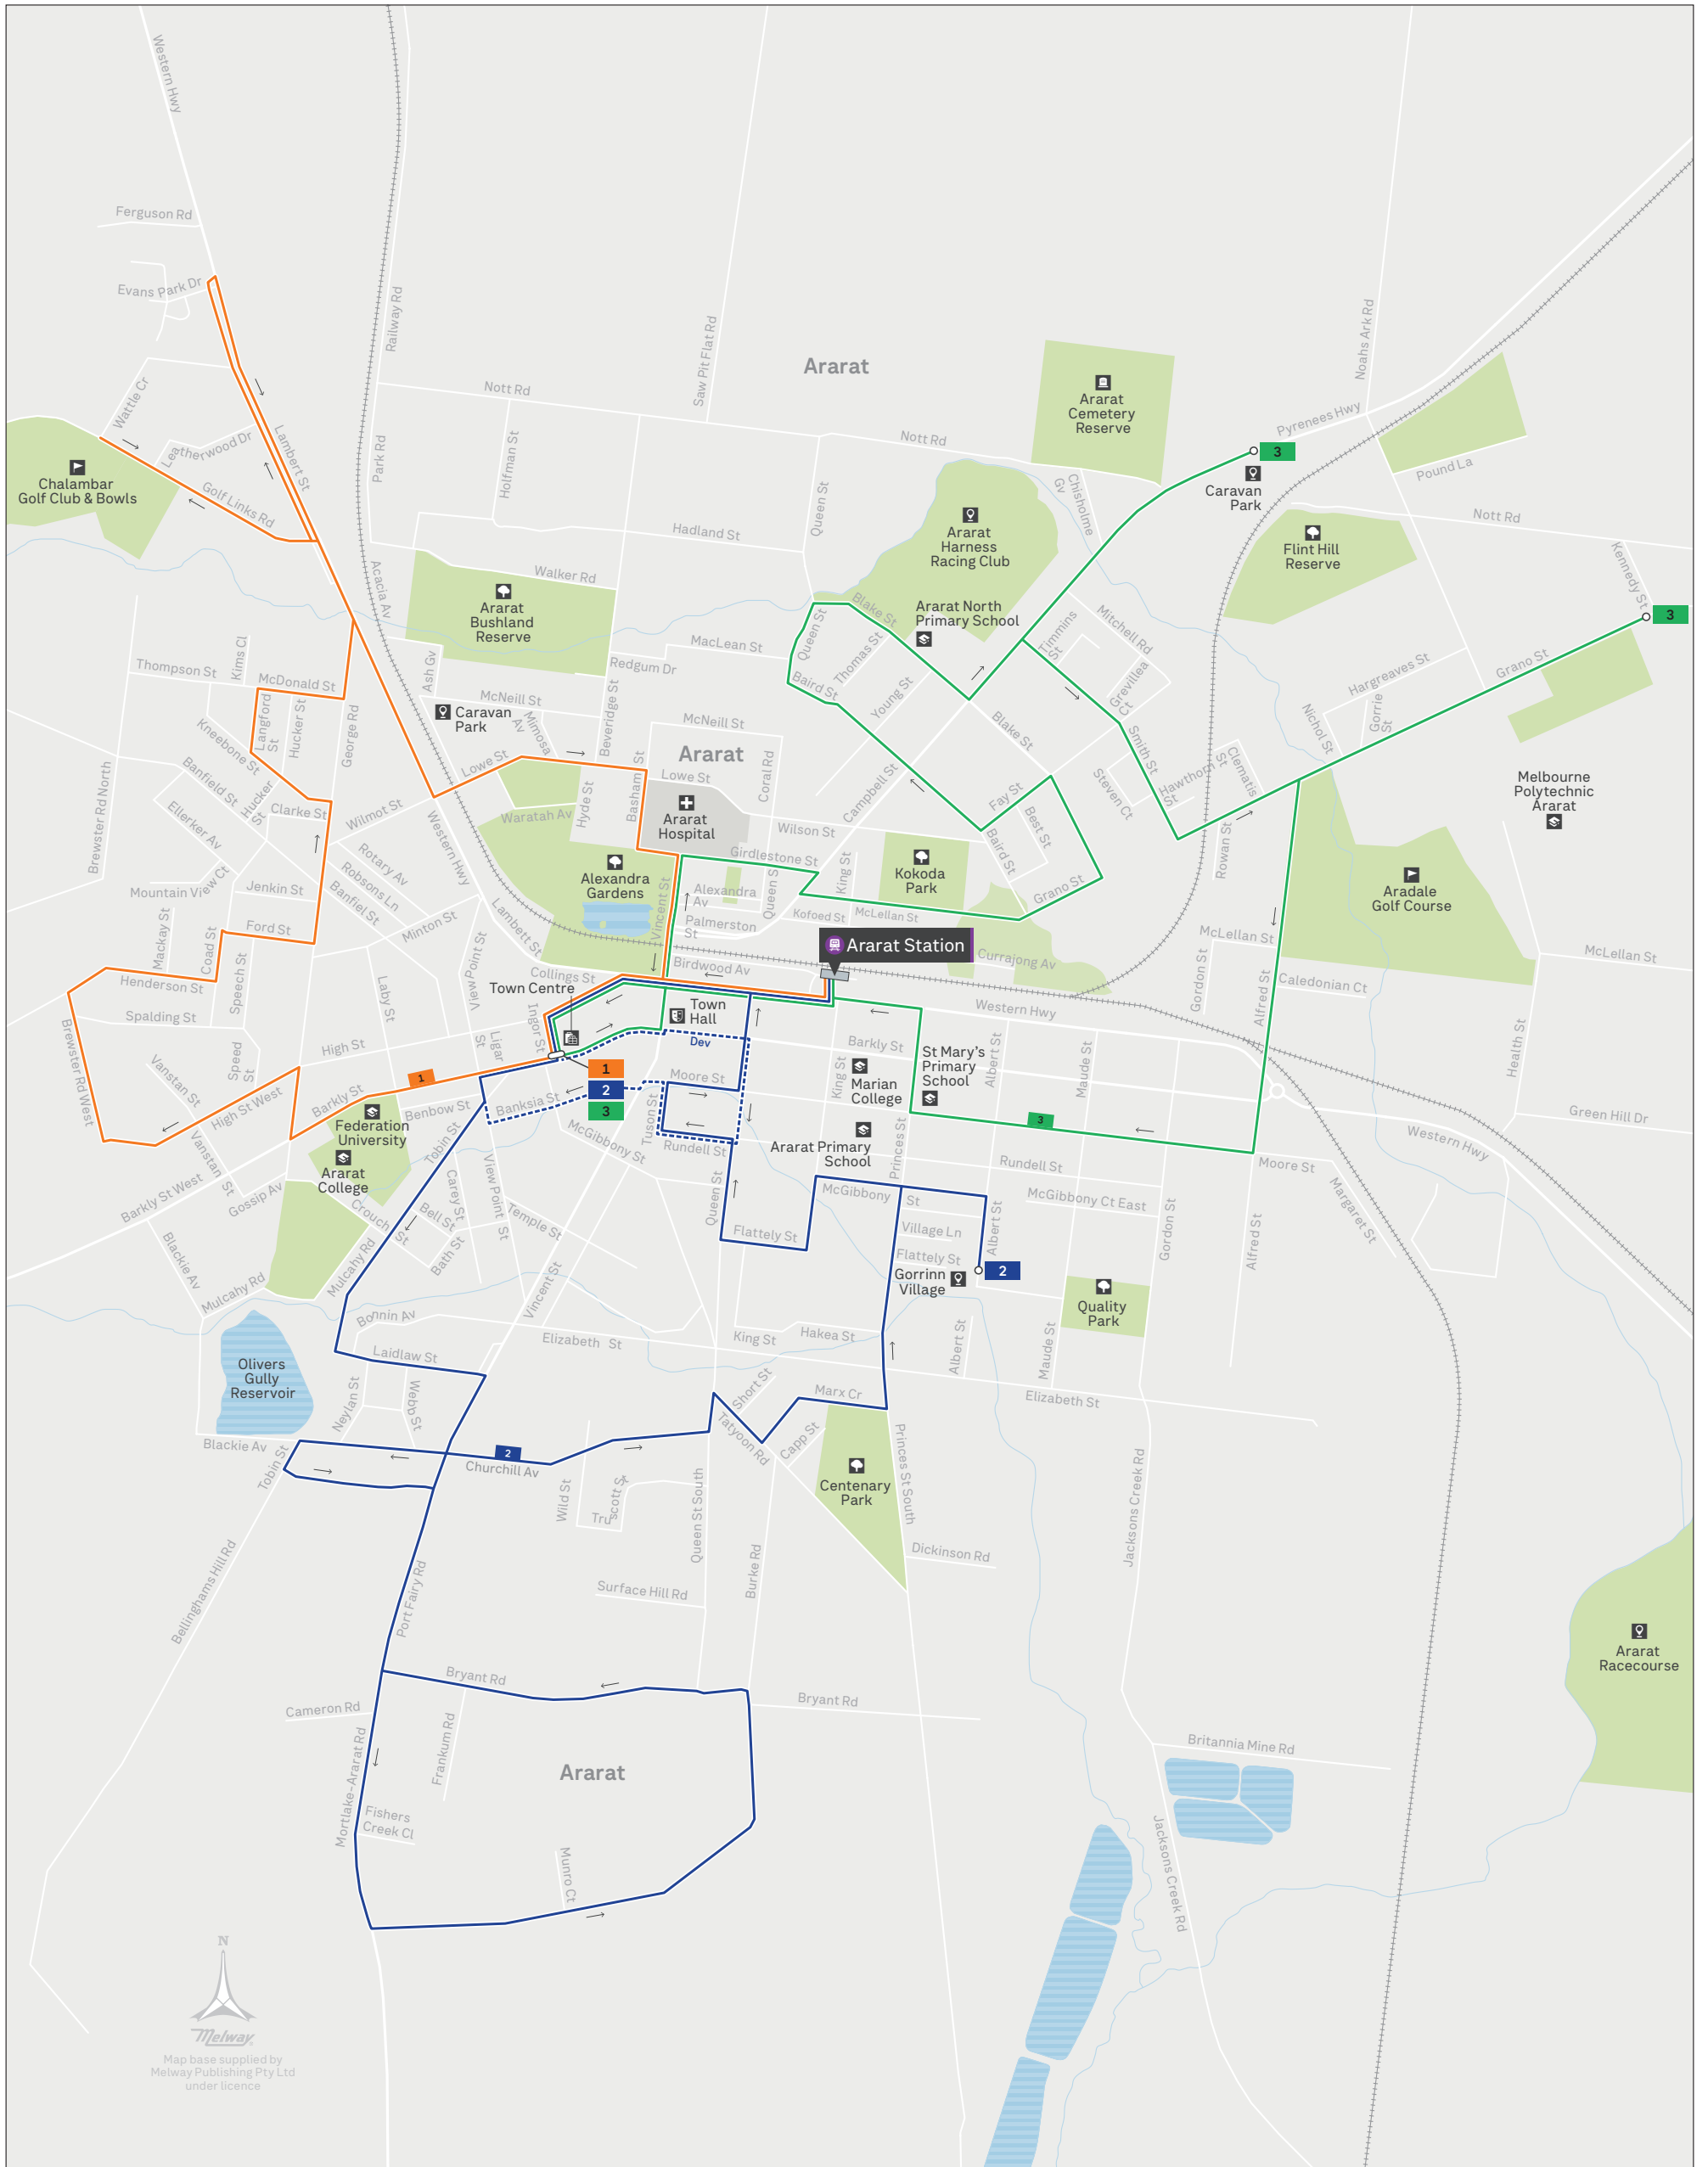 Western Hwy
Ferguson Rd
Evans Park Dr
Railway Rd
Saw Pit Flat Rd
Noahs Ark Rd
Ararat
Nott Rd
Wattle Cr
Leatherwood Dr
Lambert St
Park Rd
Holfman St
Nott Rd
Ararat
Cemetery
Reserve
Pyrenees Hwy
3
Pound La
Chalambar
Golf Club & Bowls
Golf Links Rd
Hadland St
Queen St
Chisholme
Gv
Caravan
Park
Nott Rd
Ararat
Harness
Racing Club
Flint Hill
Reserve
Kennedy St
Acacia Av
Walker Rd
Ararat
Bushland
Reserve
Blake St
Ararat North
Primary School
3
Timmins
St
Mitchell Rd
Queen St
Thomas St
MacLean St
Thompson St
Kims Cl
McDonald St
Ash Gv
Redgum Dr
Baird St
Young St
Grevillea
Ct
Hargreaves St
Grano St
Langford
St
Hucker St
George Rd
McNeill St
Caravan
Park
Mimosa
Av
Beveridge St
McNeill St
Gorrie
St
Nichol St
Kneebone St
Ararat
Blake St
Smith St
Lowe St
Basham St
Lowe St
Coral Rd
Campbell St
Steven Ct
Hawthorn
St
Clematis
St
Melbourne
Polytechnic
Ararat
Brewster Rd North
Banfield St
Hucker
St
Clarke St
Ellerker Av
Wilmot St
Hyde St
Waratah Av
Ararat
Hospital
Wilson St
Fay St
Best St
Baird St
Rowan St
Western Hwy
Rotary Av
Robsons Ln
Banfiel St
Mountain View Ct
Jenkin St
Alexandra
Gardens
Girdlestone St
Kokoda
Park
Grano St
Aradale
Golf Course
Vincent St
Alexandra
Av
Queen St
King St
Kofoed St
McLellan St
Palmerston
St
Mackay St
Coad St
Ford St
Minton St
Lambett St
View Point St
Ararat Station
McLellan St
McLellan St
Birdwood Av
Currajong Av
Henderson St
Speech St
Laby St
Collings St
Town Centre
Caledonian Ct
Gordon St
Alfred St
Spalding St
Ingor St
Town
Hall
Western Hwy
High St
Ligar
St
Dev
Barkly St
Albert St
Maude St
Health St
Brewster Rd West
Vanstan St
Speed
St
1
1
2
3
St Mary's
Primary
School
King St
Marian
College
Moore St
High St West
Barkly St
Benbow St
Banksia St
3
Green Hill Dr
Federation
University
Tobin St
McGibbony St
Tuson St
Rundell St
Ararat Primary
School
Princes St
Western Hwy
Vanstan St
Ararat
College
Rundell St
Moore St
Barkly St West
Gossip Av
Carey St
View Point St
Queen St
McGibbony St
McGibbony Ct East
Margaret St
Crouch
St
Bell St
Bath St
Temple St
Flattely St
Village Ln
Flattely St
Albert St
Gordon St
Alfred St
Blackie Av
Mulcahy Rd
Mulcahy Rd
Gorrinn
Village
2
Vincent St
Quality
Park
Bonnin Av
Elizabeth St
King St
Hakea St
Albert St
Maude St
Olivers
Gully
Reservoir
Laidlaw St
Neylan St
Webb St
Short St
Marx Cr
Elizabeth St
Blackie Av
Tobin St
2
Churchill Av
Tatyoon Rd
Capp St
Princes St South
Centenary
Park
Wild St
Truscott St
Queen St South
Jacksons Creek Rd
Bellinghams Hill Rd
Port Fairy Rd
Surface Hill Rd
Burke Rd
Dickinson Rd
Ararat
Racecourse
Bryant Rd
Bryant Rd
Cameron Rd
Frankum Rd
Mortlake-Ararat Rd
Britannia Mine Rd
Ararat
Fishers
Creek Cl
Munro Ct
Jacksons Creek Rd
N
Melway
Map base supplied by
Melway Publishing Pty Ltd
under licence